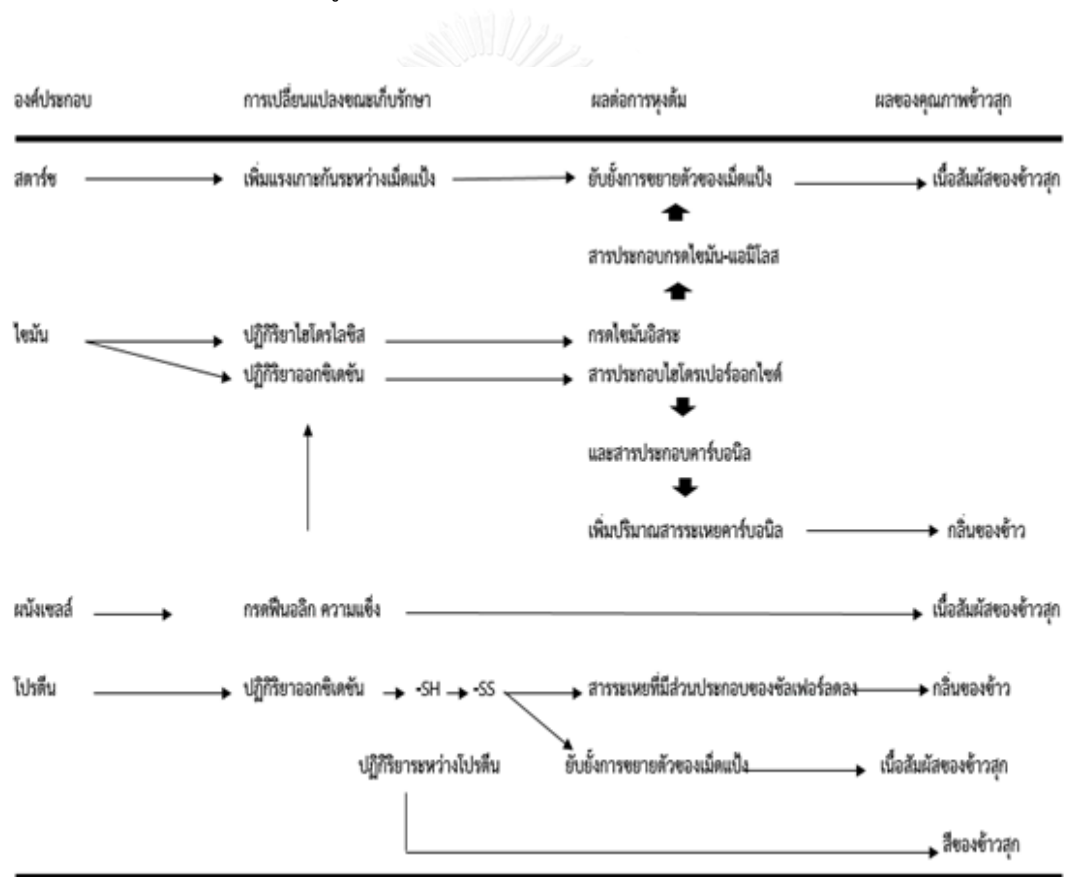 องค์ประกอบ การเปลี่ยนแปลงขณะเก็บรักษา ผลต่อการหุงต้ม ผลของคุณภาพข้าวสุก
สตาร์ช เพิ่มแรงเกาะกันระหว่างเม็ดแป้ง ยับยั้งการขยายตัวของเม็ดแป้ง เนื้อสัมผัสของข้าวสุก
สารประกอบกรดไขมัน-แอมิโลส
ไขมัน ปฏิกิริยาไฮโดรไลซิส กรดไขมันอิสระ
ปฏิกิริยาออกซิเดชัน สารประกอบไฮโดรเปอร์ออกไซด์
และสารประกอบคาร์บอนิล
เพิ่มปริมาณสารระเหยคาร์บอนิล กลิ่นของข้าว
ผนังเซลล์ กรดฟีนอลิก ความแข็ง เนื้อสัมผัสของข้าวสุก
โปรตีน ปฏิกิริยาออกซิเดชัน -SH -SS สารระเหยที่มีส่วนประกอบของซัลเฟอร์ลดลง กลิ่นของข้าว
ปฏิกิริยาระหว่างโปรตีน ยับยั้งการขยายตัวของเม็ดแป้ง เนื้อสัมผัสของข้าวสุก
สีของข้าวสุก